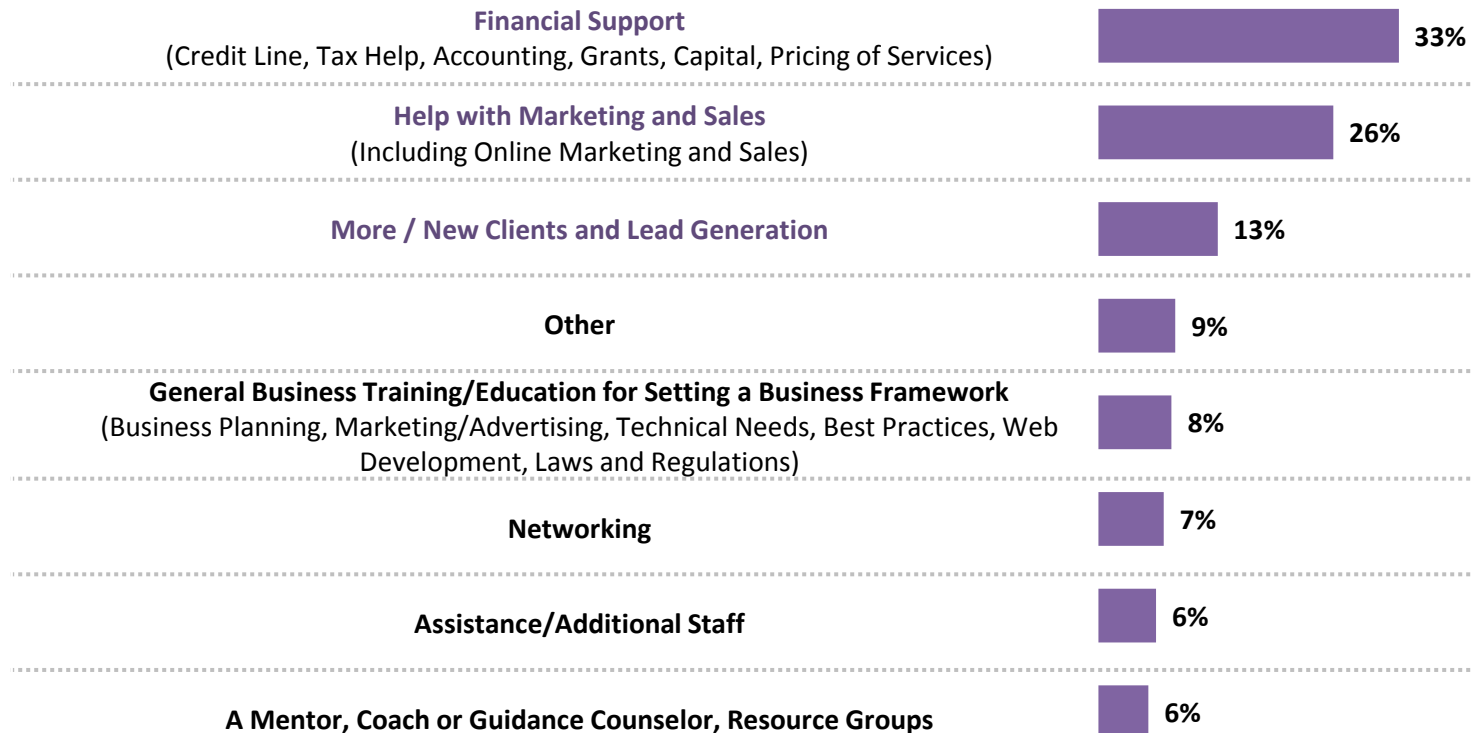 Financial Support
(Credit Line, Tax Help, Accounting, Grants, Capital, Pricing of Services)
33%
Help with Marketing and Sales
(Including Online Marketing and Sales)
26%
More / New Clients and Lead Generation
13%
Other
9%
General Business Training/Education for Setting a Business Framework
(Business Planning, Marketing/Advertising, Technical Needs, Best Practices, Web
Development, Laws and Regulations)
8%
Networking
7%
Assistance/Additional Staff
6%
A Mentor, Coach or Guidance Counselor, Resource Groups
6%